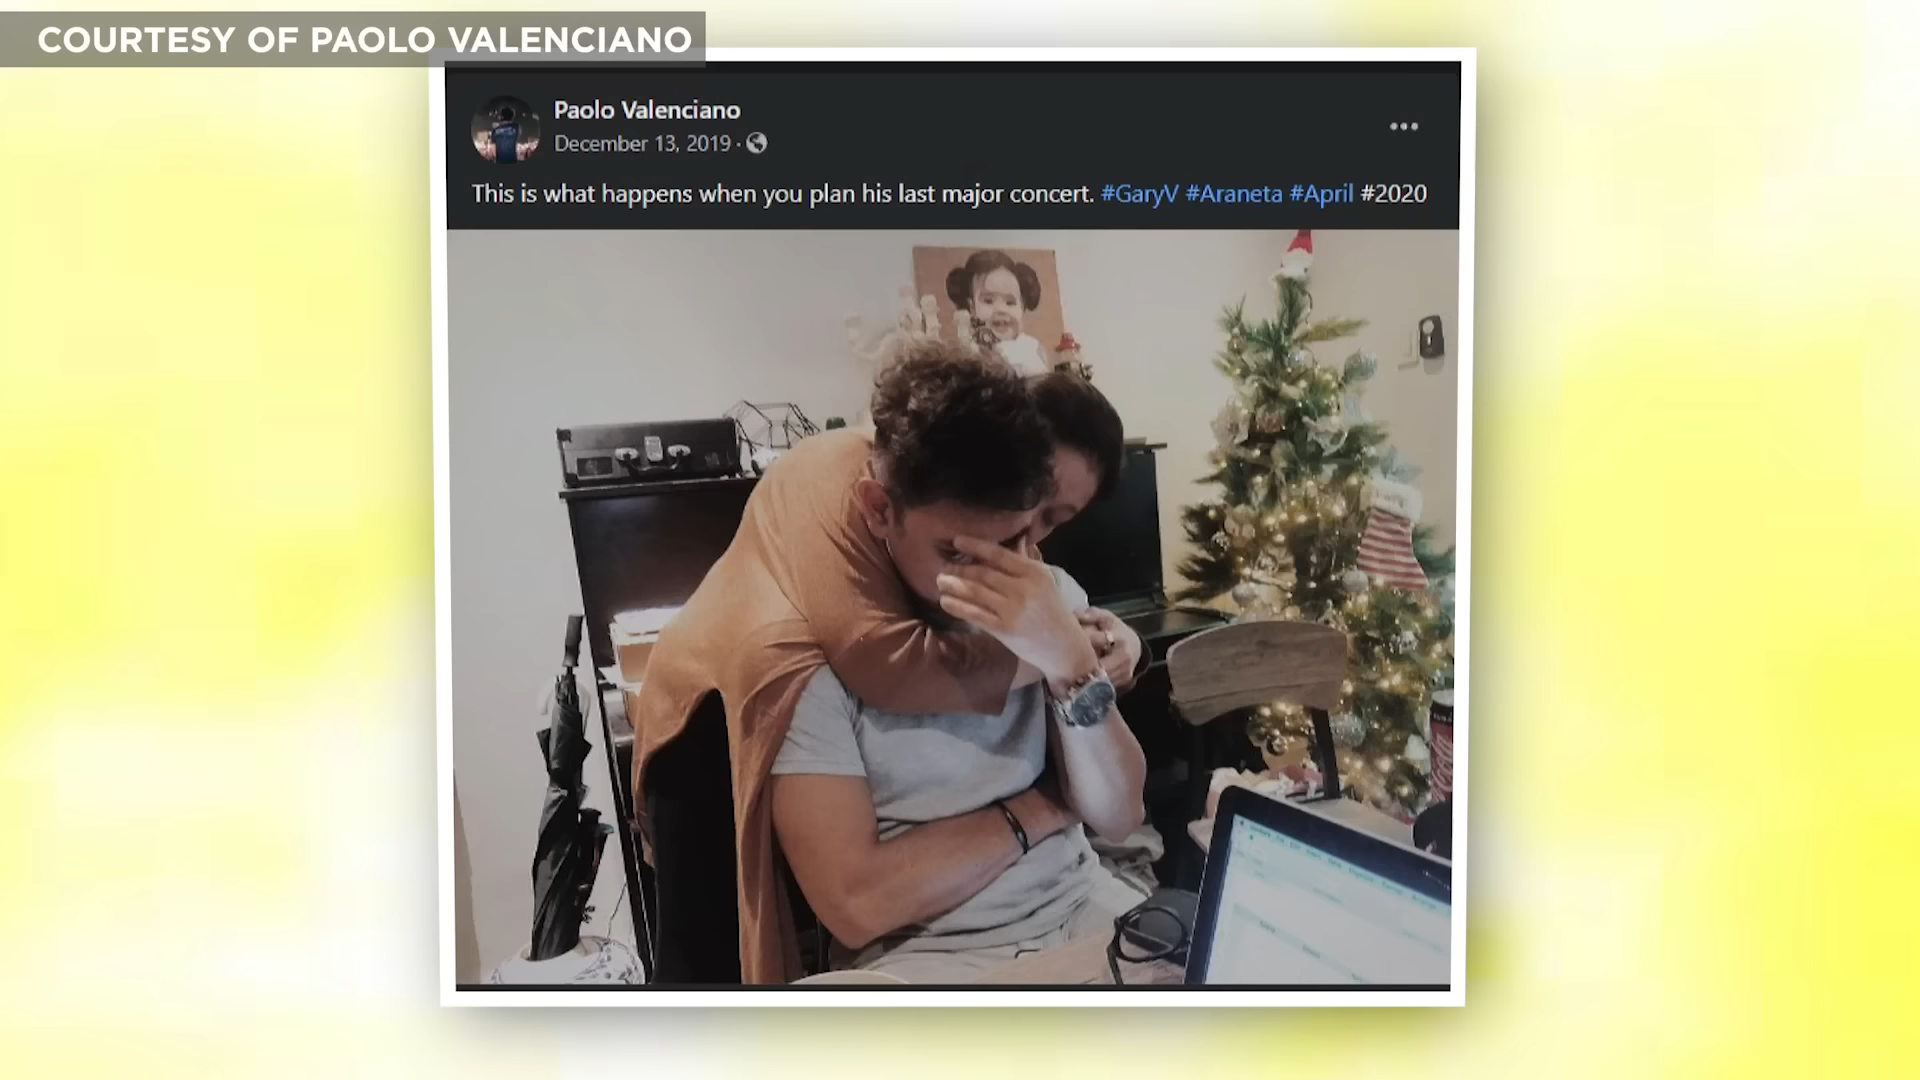 COURTESY OF PAOLO VALENCIANO
Paolo Valenciano
December 13, 2019 ·
This is what happens when you plan his last major concert. #GaryV #Araneta #April #2020